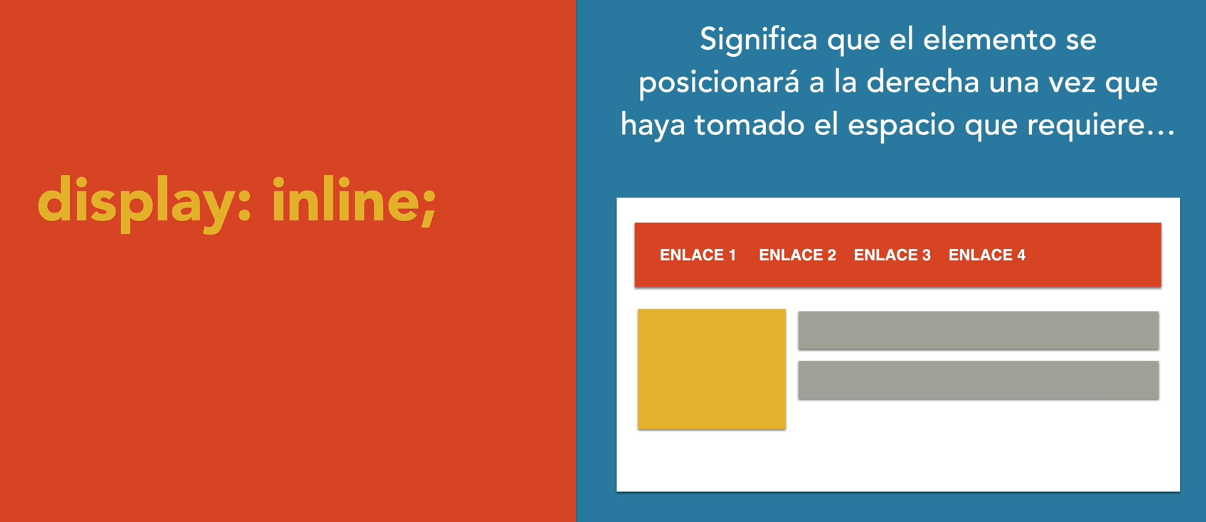 display: inline;
Significa que el elemento se
posicionará a la derecha una vez que
haya tomado el espacio que requiere...
ENLACE 1 ENLACE 2 ENLACE 3 ENLACE 4